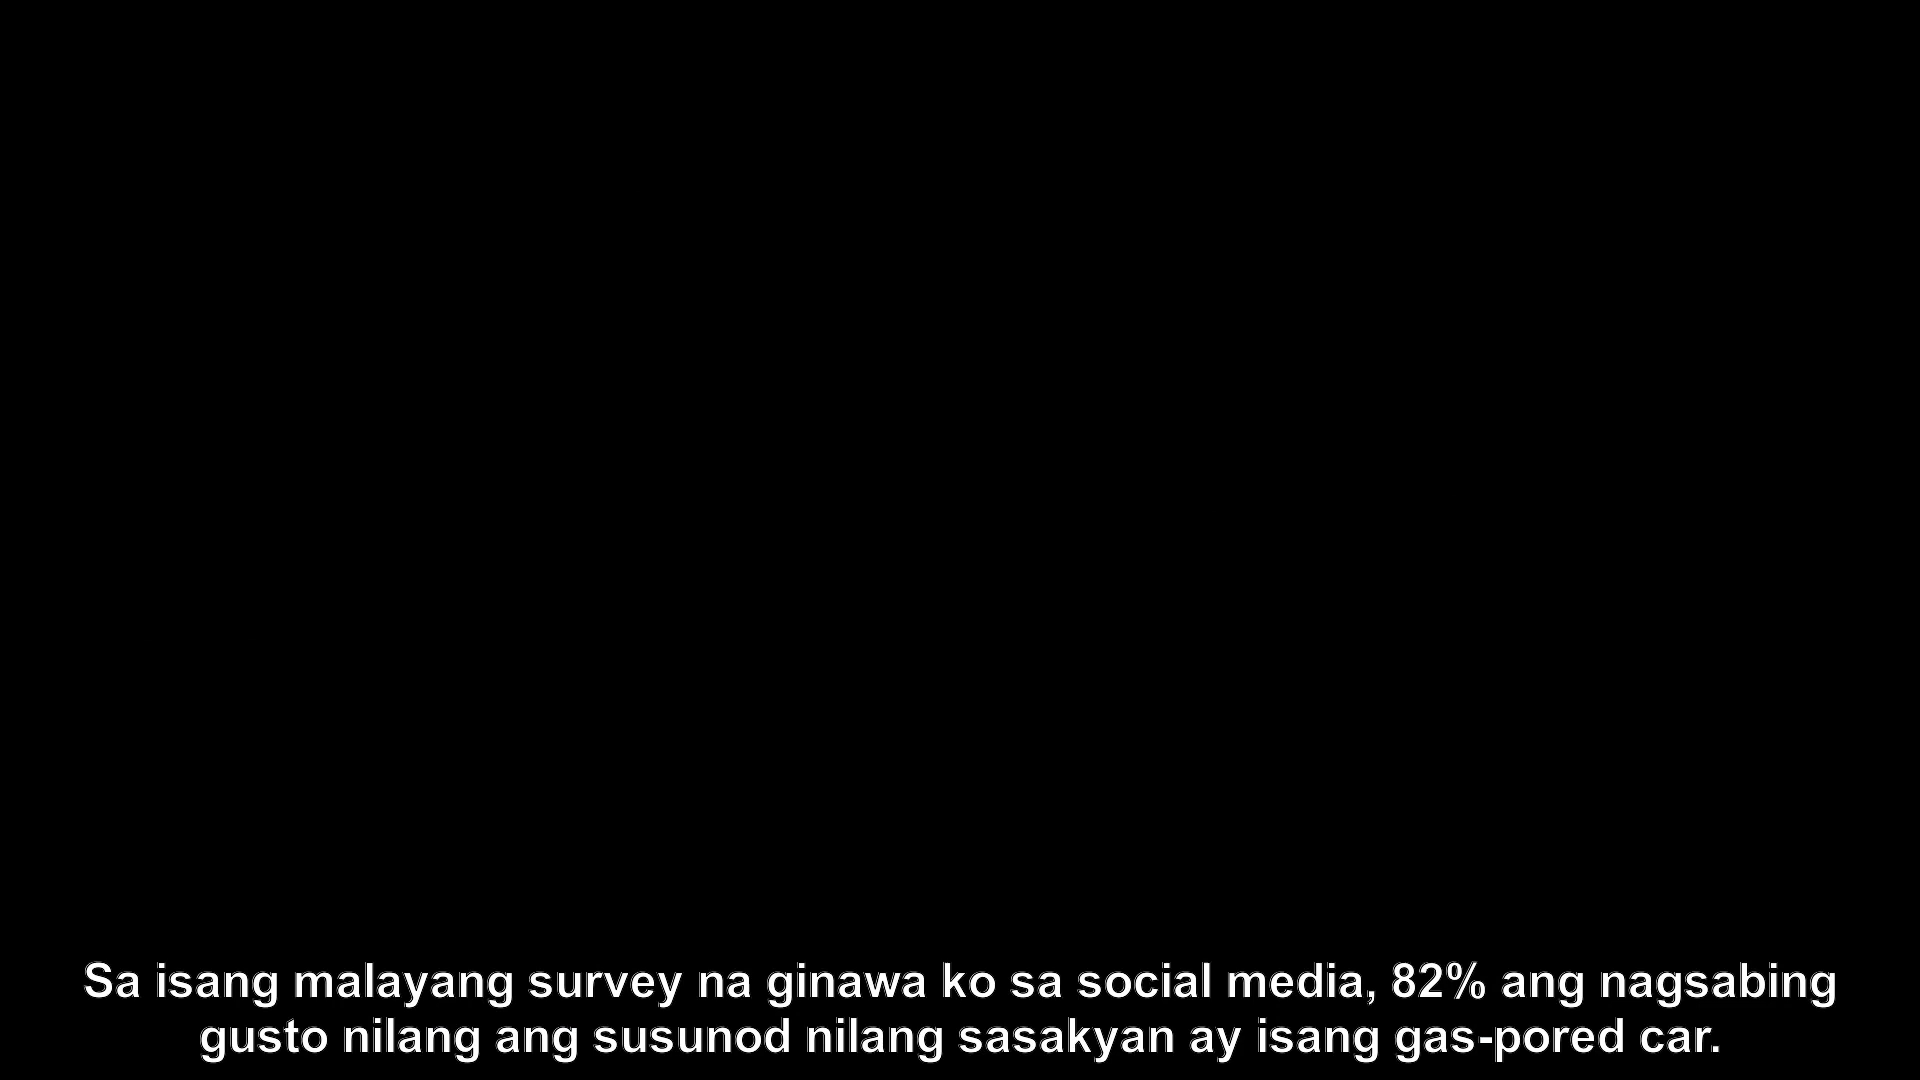 Sa isang malayang survey na ginawa ko sa social media, 82% ang nagsabing
gusto nilang ang susunod nilang sasakyan ay isang gas-pored car.